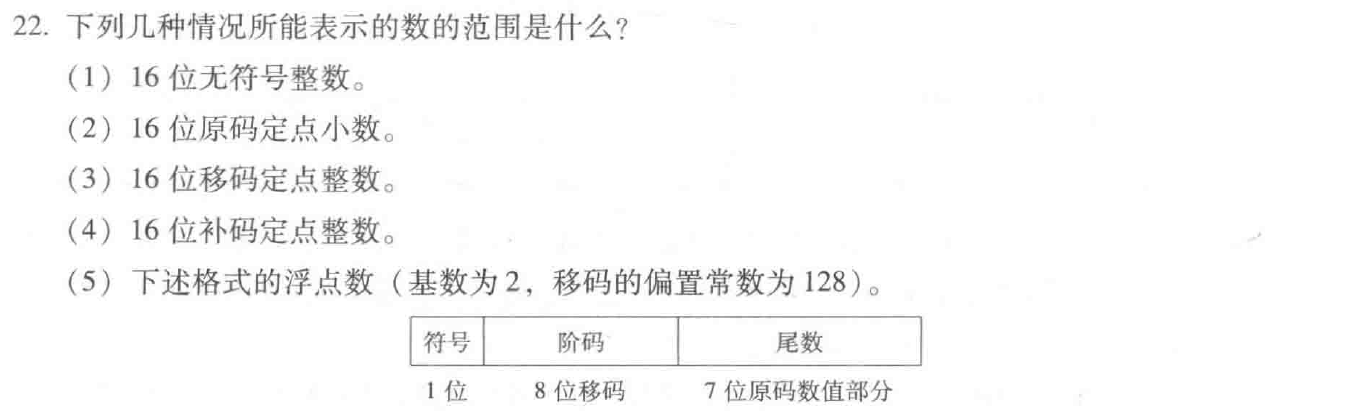 22. 下列几种情况所能表示的数的范围是什么?
(1) 16 位无符号整数。
(2) 16 位原码定点小数。
(3) 16 位移码定点整数。
(4) 16 位补码定点整数。
(5) 下述格式的浮点数 (基数为 2, 移码的偏置常数为 128)。
符号 阶码 尾数
1 位 8 位移码 7 位原码数值部分